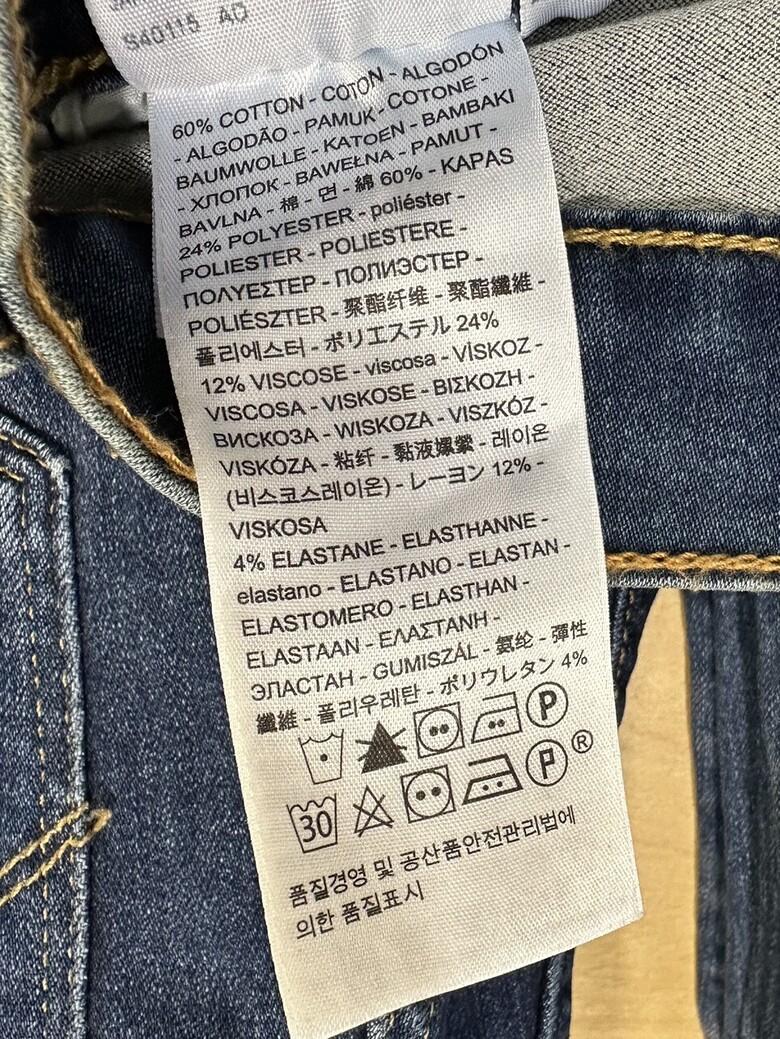 S40115 AD
60% COTTON - COTON - ALGODÓN
- ALGODÃO - PAMUK - COTONE -
BAUMWOLLE - KATOEN - BAMBAKI
- ХЛОПОК - BAWEŁNA - PAMUT -
BAVLNA - 棉 - 면 - 綿 60% - KAPAS
24% POLYESTER - poliéster -
POLIESTER - POLIESTERE -
ΠΟΛΥΕΣΤΕΡ - ПОЛИЭСТЕР -
POLIÉSZTER - 聚酯纤维 - 聚酯纖維 -
폴리에스터 - ポリエステル 24%
12% VISCOSE - viscosa - VİSKOZ -
VISCOSA - VISKOSE - ΒΙΣΚΟΖΗ -
ВИСКОЗА - WISKOZA - VISZKÓZ -
VISKÓZA - 粘纤 - 黏液嫘縈 - 레이온
(비스코스레이온) - レーヨン 12% -
VISKOSA
4% ELASTANE - ELASTHANNE -
elastano - ELASTANO - ELASTAN -
ELASTOMERO - ELASTHAN -
ELASTAAN - ΕΛΑΣΤΑΝΗ -
ЭЛАСТАН - GUMISZÁL - 氨纶 - 彈性
纖維 - 폴리우레탄 - ポリウレタン 4%
P
30 P ®
품질경영 및 공산품안전관리법에
의한 품질표시